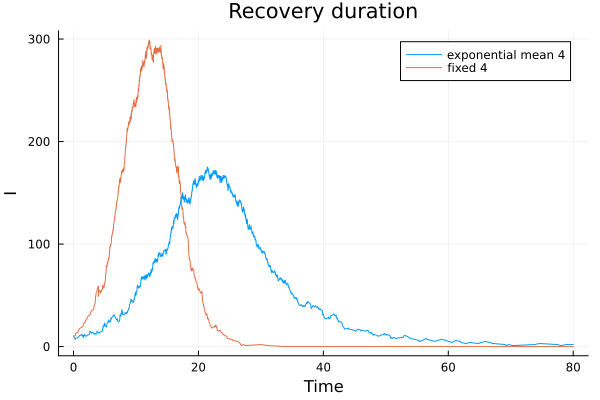 Recovery duration
300
200
100
0
I
exponential mean 4
fixed 4
0 20 40 60 80
Time